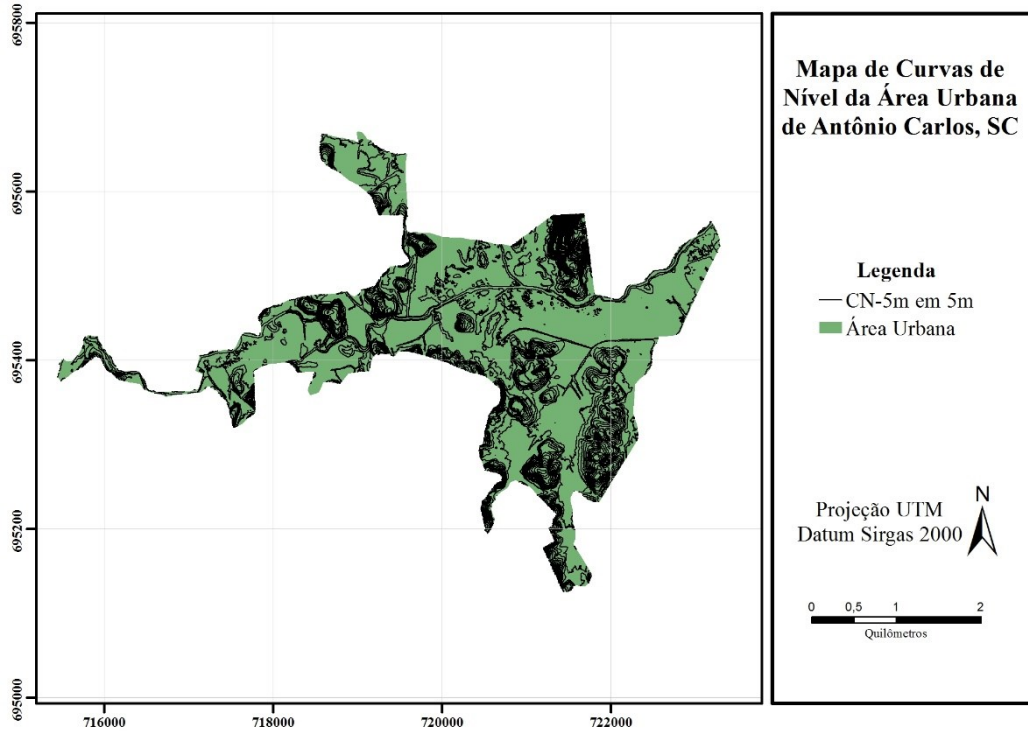 695800
695600
695400
695200
695000
716000
718000
720000
722000
Mapa de Curvas de
Nível da Área Urbana
de Antônio Carlos, SC
Legenda
CN-5m em 5m
Área Urbana
Projeção UTM
Datum Sirgas 2000
N
0 0,5 1 2
Quilômetros